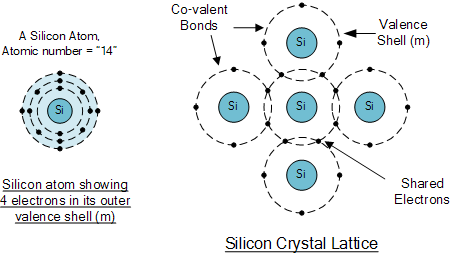 A Silicon Atom,
Atomic number = "14"
Si
Silicon atom showing
4 electrons in its outer
valence shell (m)
Co-valent
Bonds
Valence
Shell (m)
Si
Si
Si
Si
Si
Shared
Electrons
Silicon Crystal Lattice